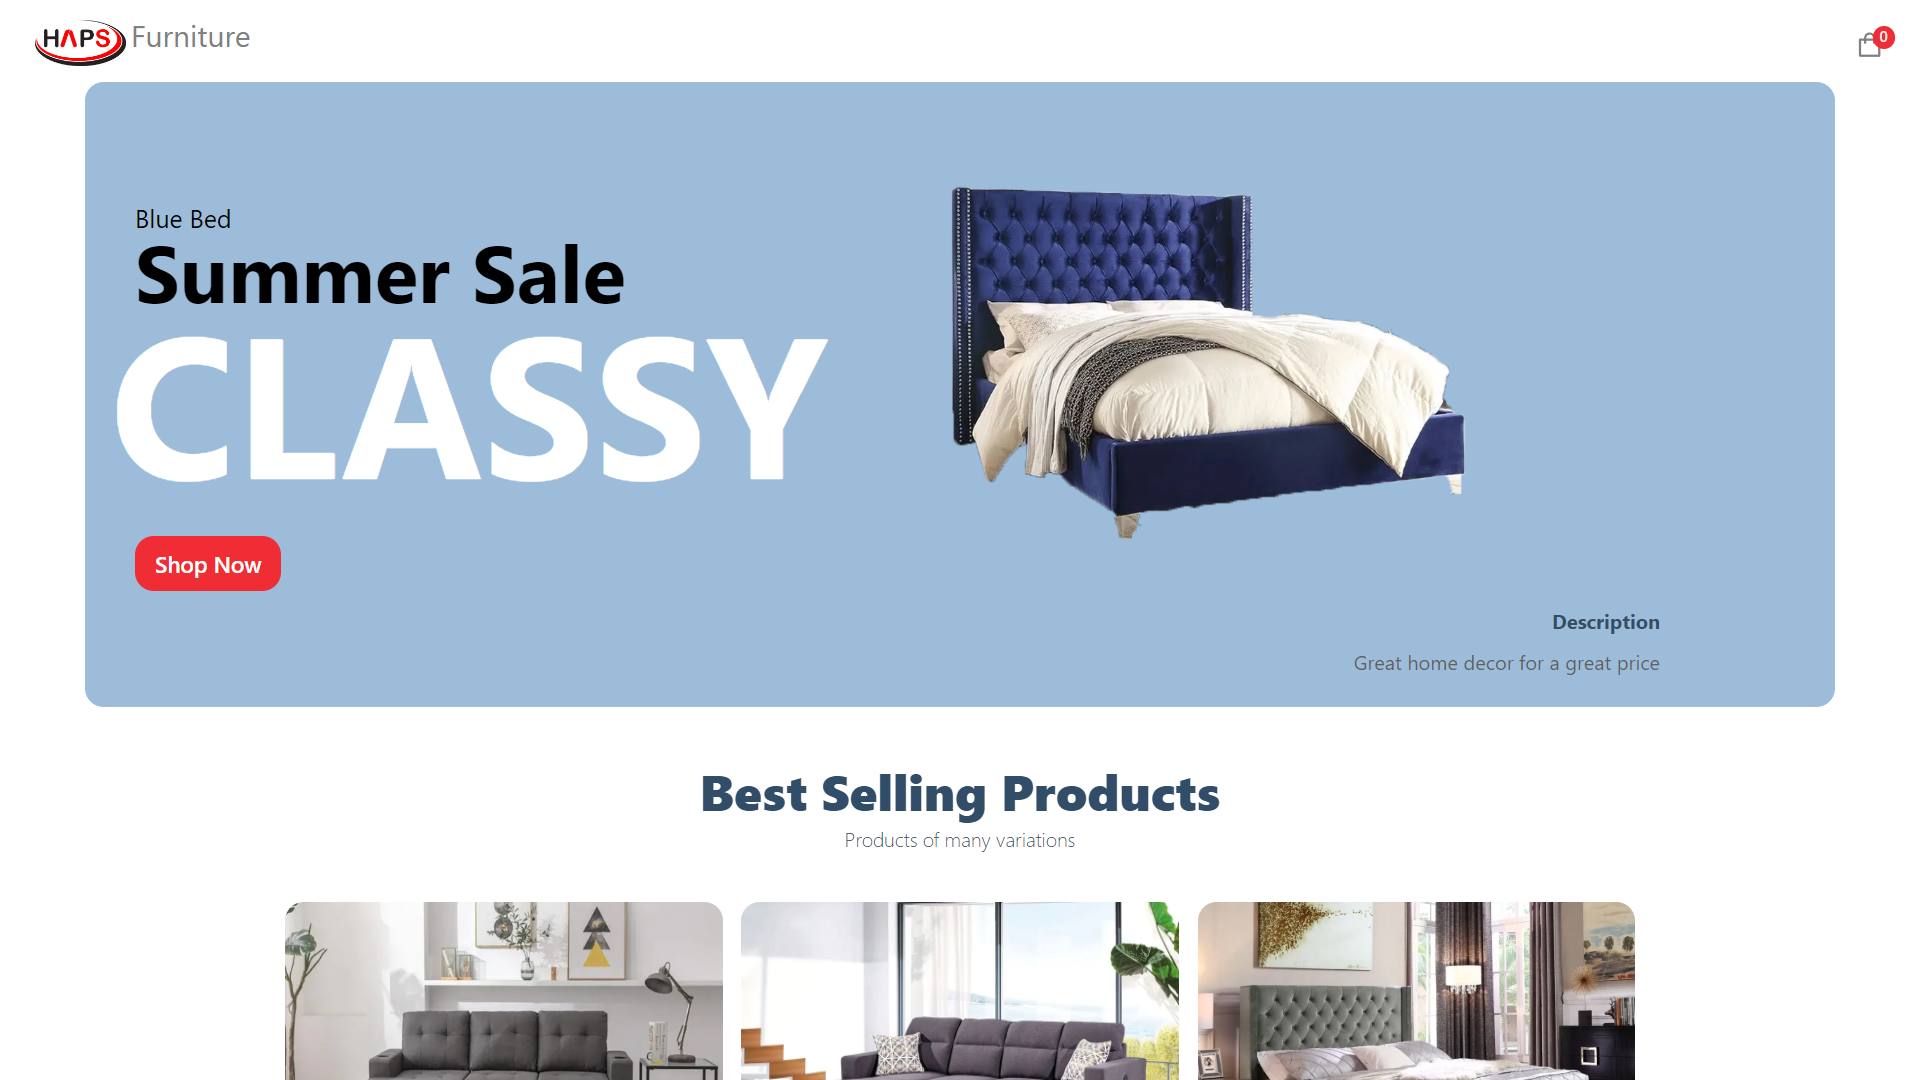 HAPS Furniture
0
Blue Bed
Summer Sale
CLASSY
Shop Now
Description
Great home decor for a great price
Best Selling Products
Products of many variations